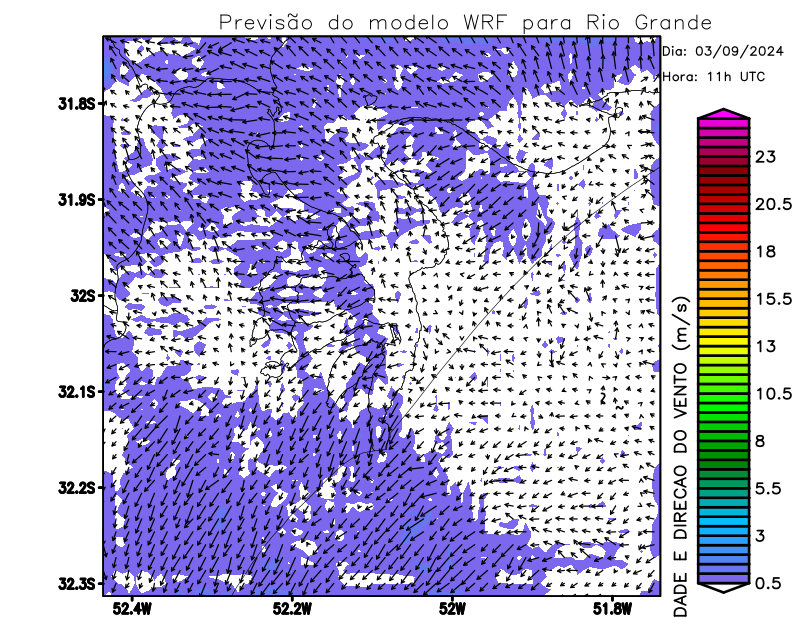 Previsão do modelo WRF para Rio Grande
Dia: 03/09/2024
Hora: 11h UTC
31.8S
31.9S
32S
32.1S
32.2S
32.3S
52.4W
52.2W
52W
51.8W
DADE E DIRECAO DO VENTO (m/s)
23
20.5
18
15.5
13
10.5
8
5.5
3
0.5